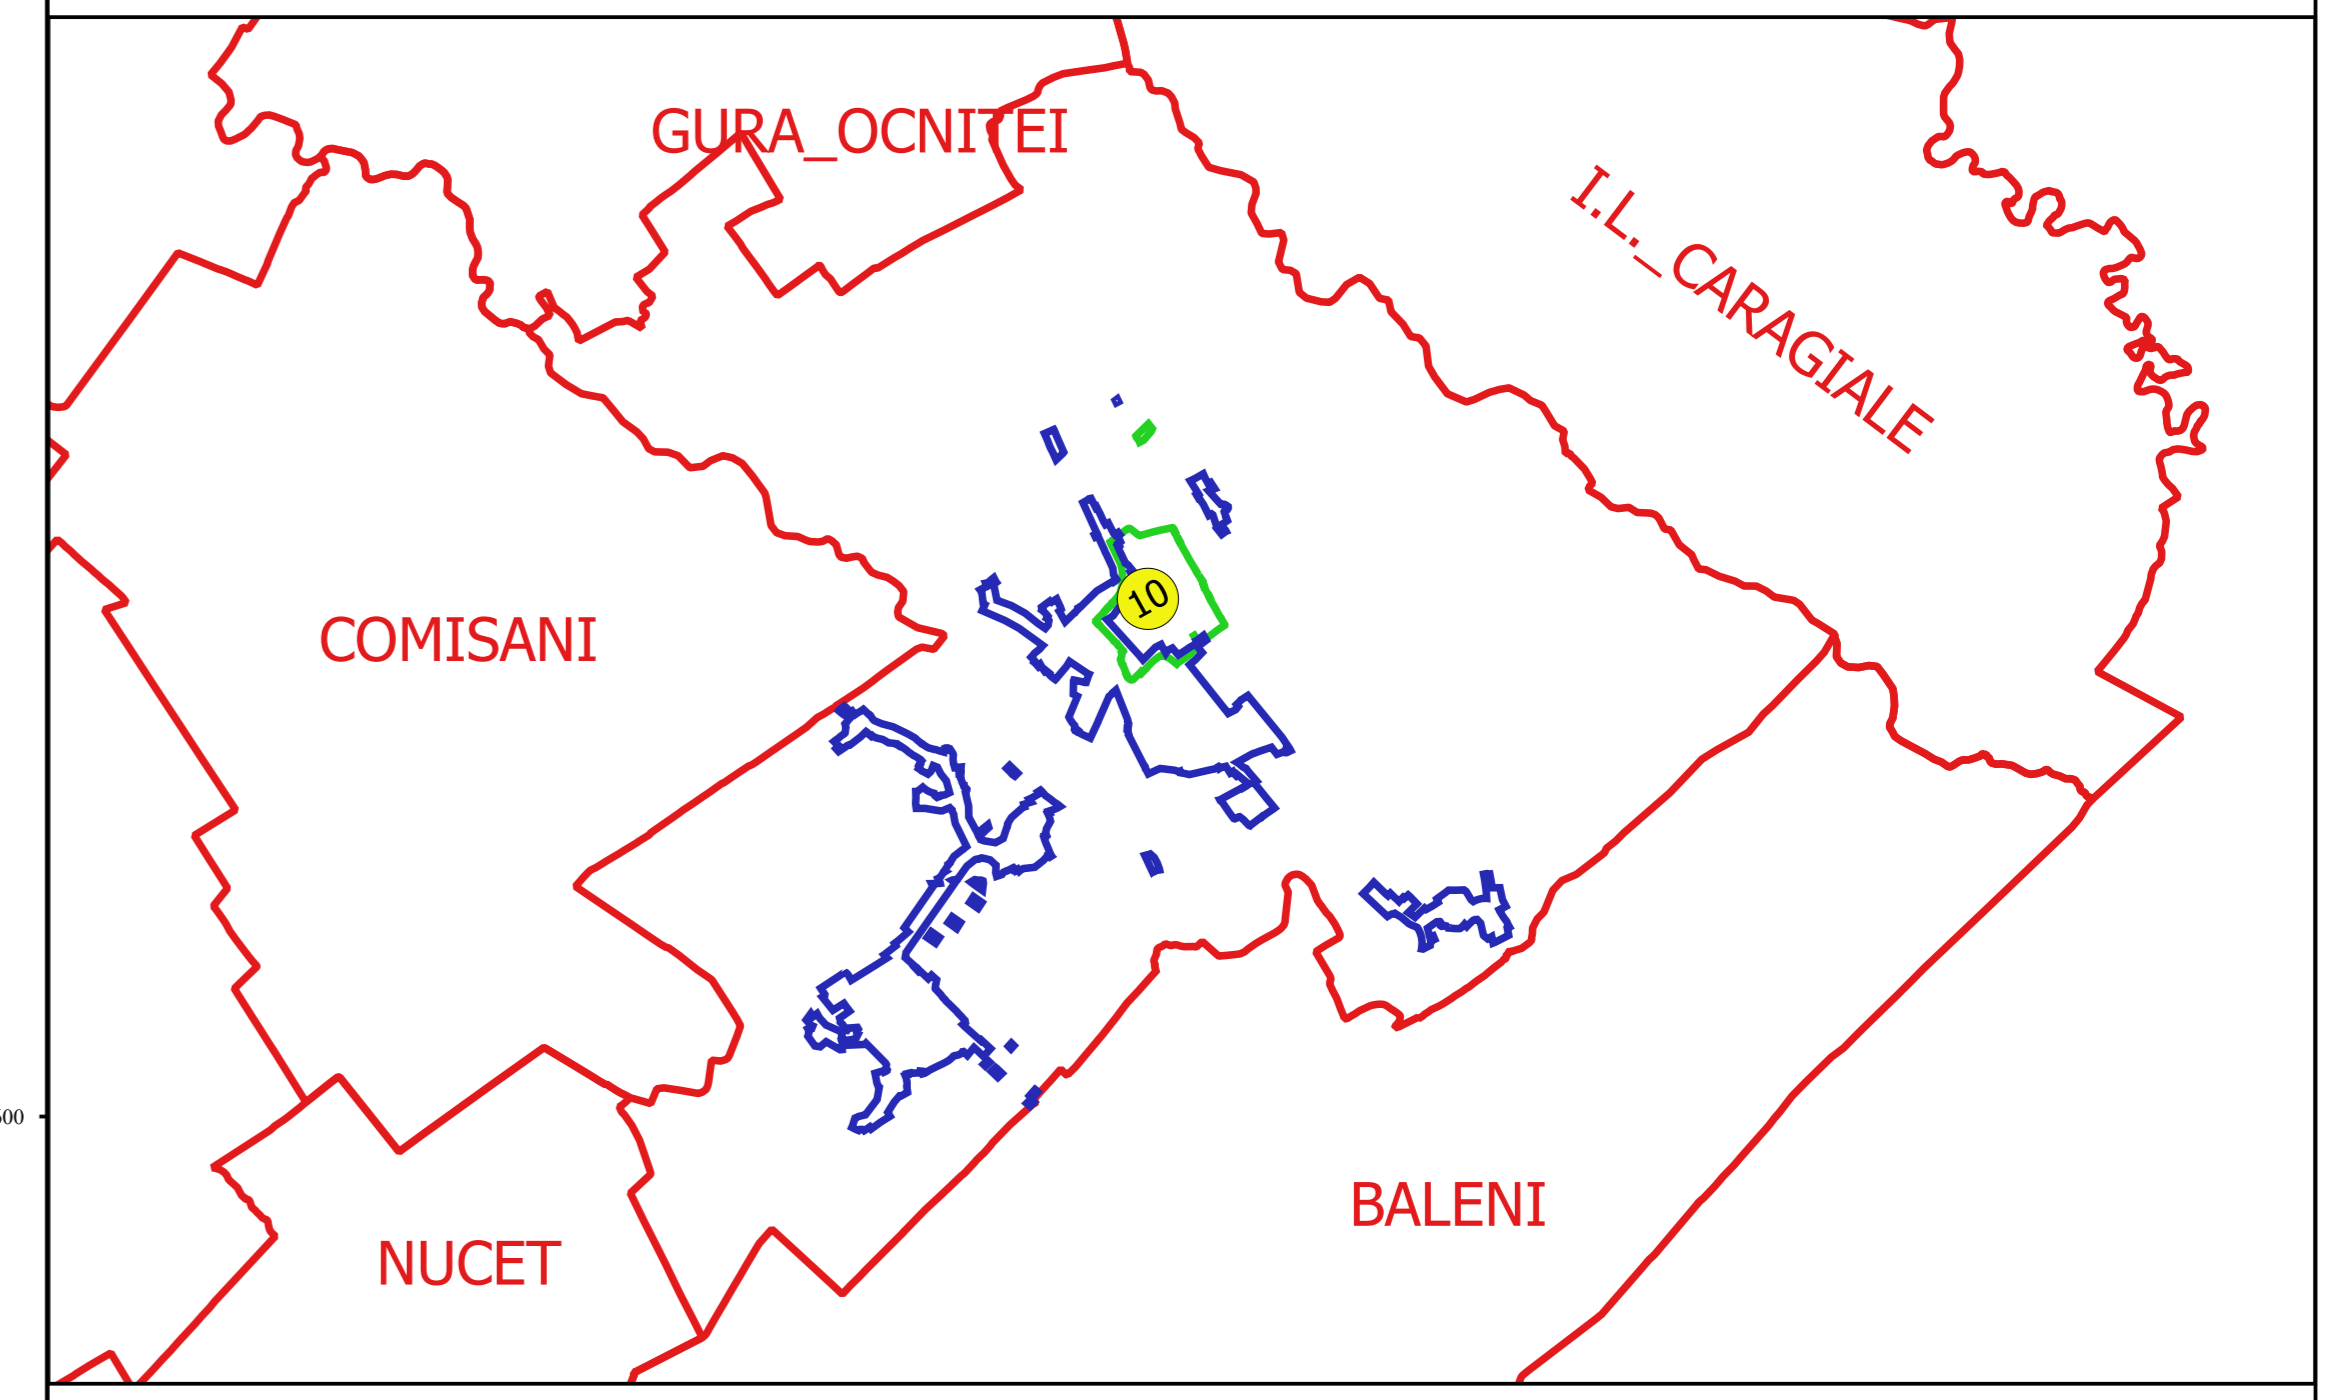 GURA_OCNITEI
I.L._CARAGIALE
10
COMISANI
BALENI
NUCET